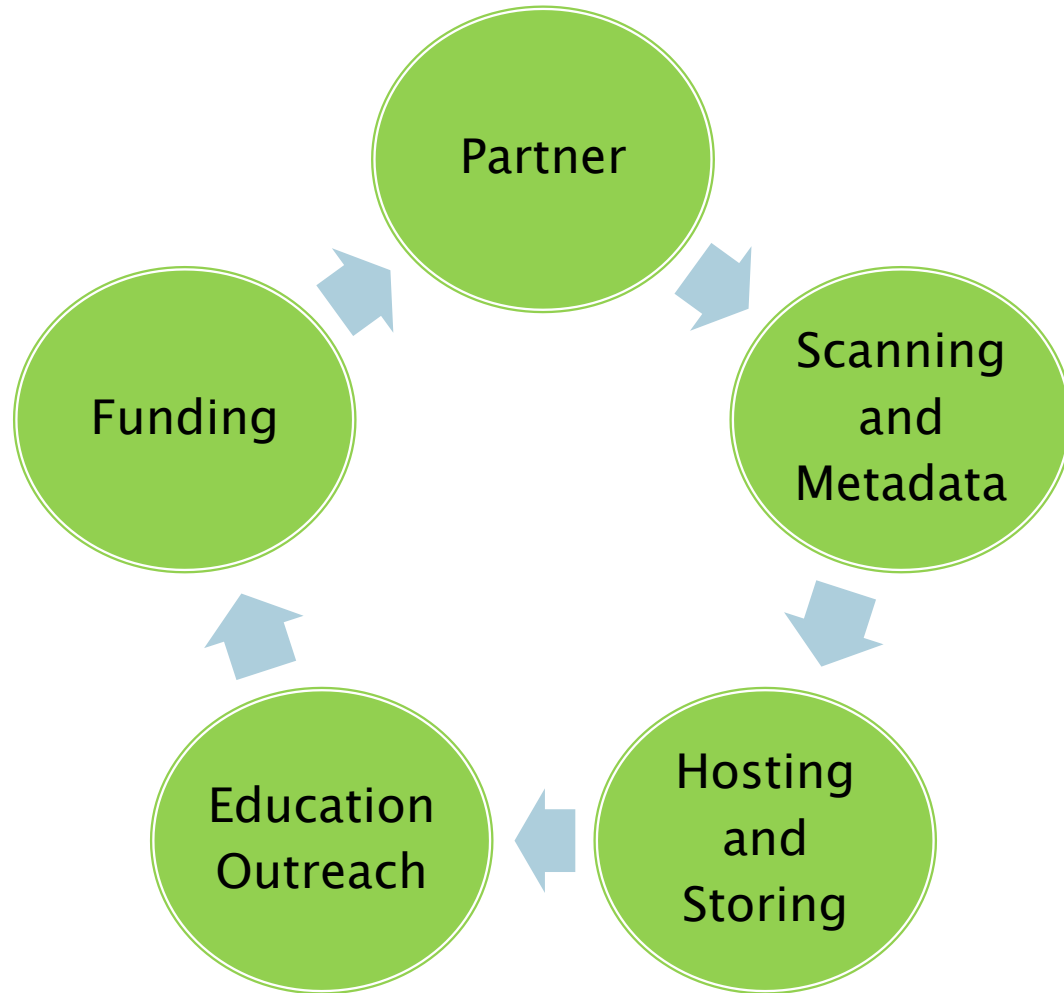 Partner
Scanning
and
Metadata
Hosting
and
Storing
Education
Outreach
Funding